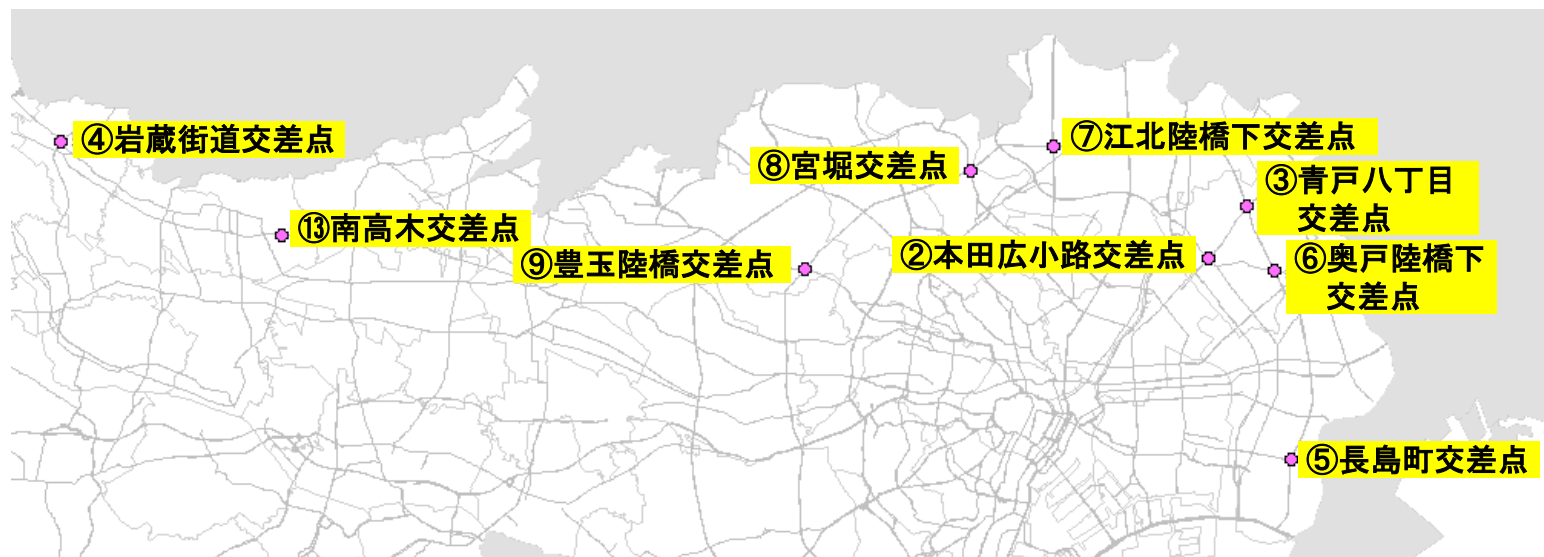 ④岩蔵街道交差点
⑦江北陸橋下交差点
⑧宮堀交差点
③青戸八丁目
交差点
⑬南高木交差点
②本田広小路交差点
⑨豊玉陸橋交差点
⑥奥戸陸橋下
交差点
⑤長島町交差点